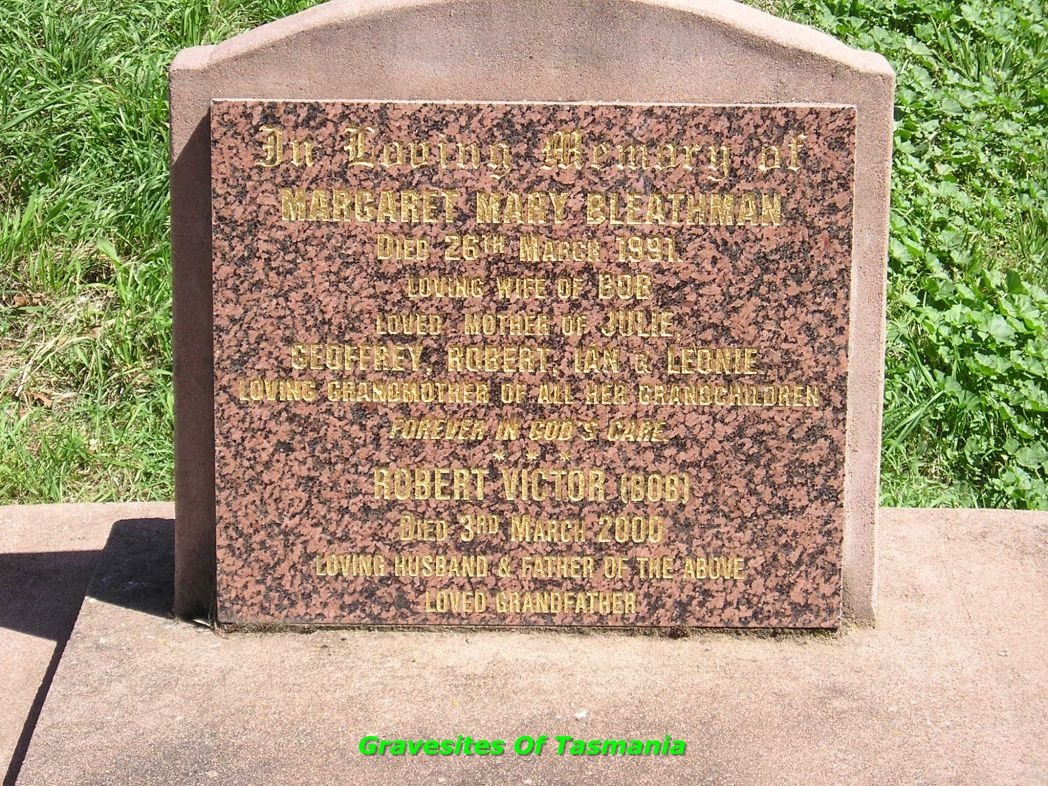 In Loving Memory of
MARGARET MARY BLEATHMAN
DIED 26TH MARCH 1991.
LOVING WIFE OF BOB
LOVED MOTHER OF JULIE,
GEOFFREY, ROBERT, IAN & LEONIE.
LOVING GRANDMOTHER OF ALL HER GRANDCHILDREN
FOREVER IN GOD'S CARE.
* * *
ROBERT VICTOR (BOB)
DIED 3RD MARCH 2000
LOVING HUSBAND & FATHER OF THE ABOVE
LOVED GRANDFATHER
Gravesites Of Tasmania